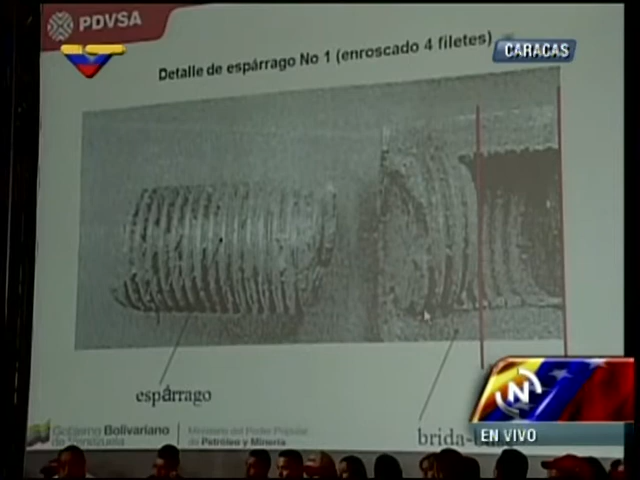 PDVSA
CARACAS
Detalle de espárrago No 1 (enroscado 4 filetes)
espárrago
brida-
Gobierno Bolivariano
de Venezuela
Ministerio del Poder Popular
de Petróleo y Minería
N
EN VIVO